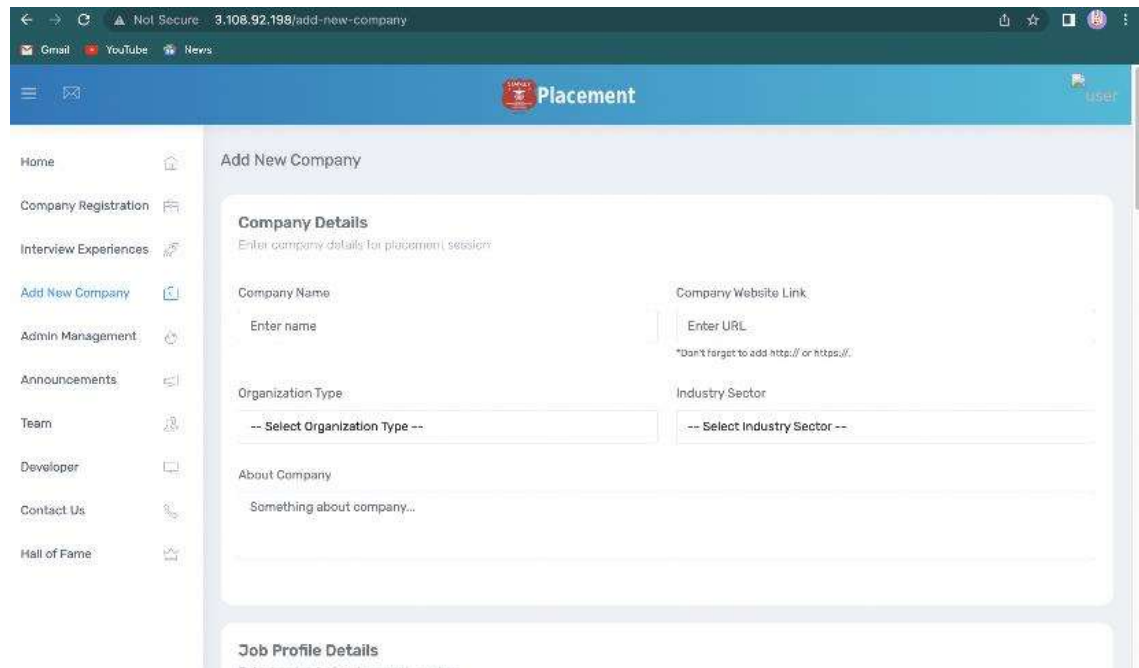 Not Secure 3.108.92.198/add-new-company
Gmail YouTube News
Placement
user
Home
Add New Company
Company Registration
Company Details
Interview Experiences
Enter company details for placement session
Add New Company
Company Name
Company Website Link
Enter name
Enter URL
Admin Management
*Don't forget to add http:// or https://.
Announcements
Organization Type
Industry Sector
Team
-- Select Organization Type --
-- Select Industry Sector --
Developer
About Company
Contact Us
Something about company...
Hall of Fame
Job Profile Details